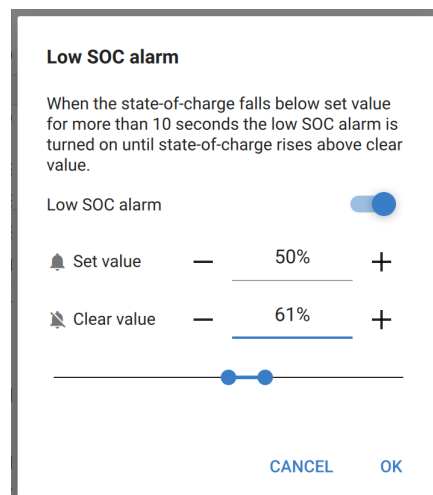 Low SOC alarm
When the state-of-charge falls below set value
for more than 10 seconds the low SOC alarm is
turned on until state-of-charge rises above clear
value.
Low SOC alarm
Set value — 50% +
Clear value — 61% +
CANCEL OK